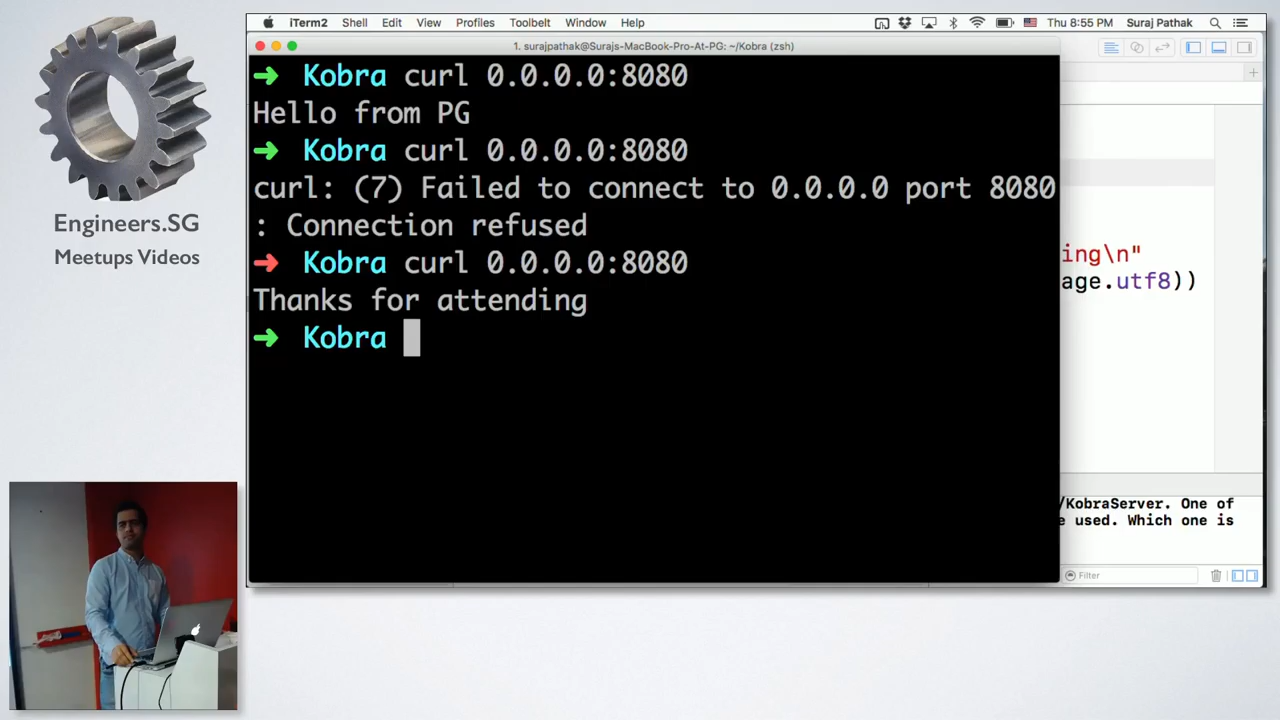 Engineers.SG
Meetups Videos
iTerm2 Shell Edit View Profiles Toolbelt Window Help
Thu 8:55 PM Suraj Pathak
1. surajpathak@Surajs-MacBook-Pro-At-PG: ~/Kobra (zsh)
➜ Kobra curl 0.0.0.0:8080
Hello from PG
➜ Kobra curl 0.0.0.0:8080
curl: (7) Failed to connect to 0.0.0.0 port 8080
: Connection refused
➜ Kobra curl 0.0.0.0:8080
Thanks for attending
➜ Kobra
ing\n"
age.utf8))
/KobraServer. One of
e used. Which one is
Filter